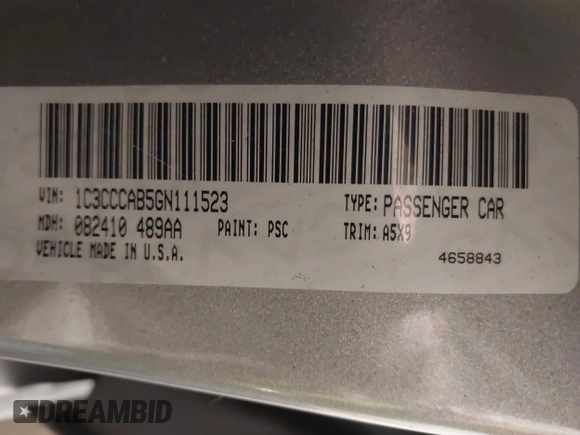 VIN: 1C3CCCAB5GN111523 TYPE: PASSENGER CAR
MDH: 082410 489AA PAINT: PSC TRIM: A5X9
VEHICLE MADE IN U.S.A. 4658843
DREAMBID